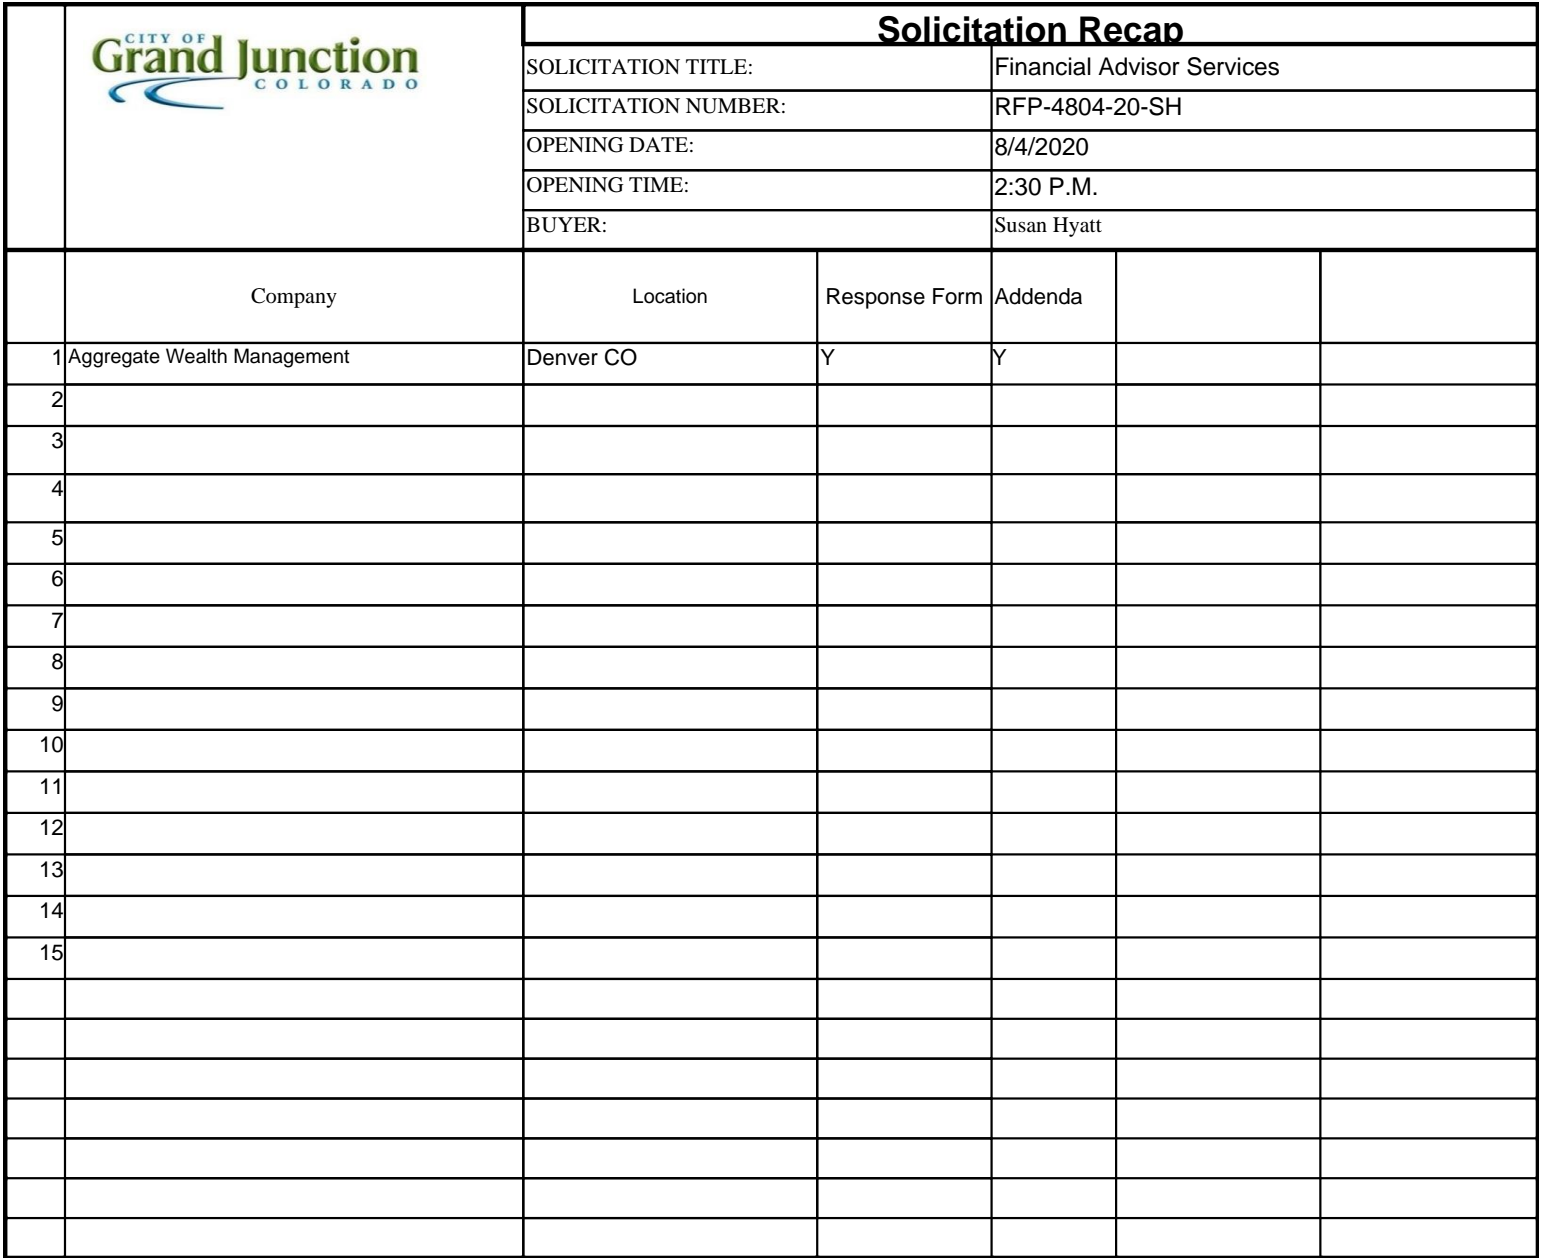 CITY OF
Grand Junction
COLORADO
Solicitation Recap
SOLICITATION TITLE: Financial Advisor Services
SOLICITATION NUMBER: RFP-4804-20-SH
OPENING DATE: 8/4/2020
OPENING TIME: 2:30 P.M.
BUYER: Susan Hyatt
Company Location Response Form Addenda
1 Aggregate Wealth Management Denver CO Y Y
2
3
4
5
6
7
8
9
10
11
12
13
14
15